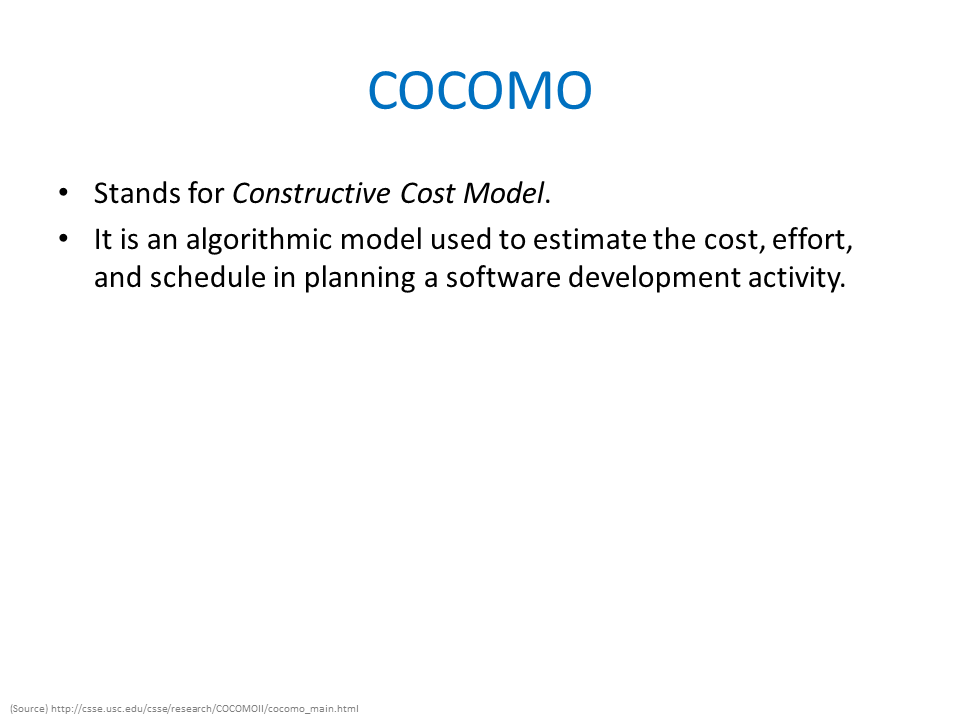 COCOMO
• Stands for Constructive Cost Model.
• It is an algorithmic model used to estimate the cost, effort,
and schedule in planning a software development activity.
(Source) http://csse.usc.edu/csse/research/COCOMOII/cocomo_main.html